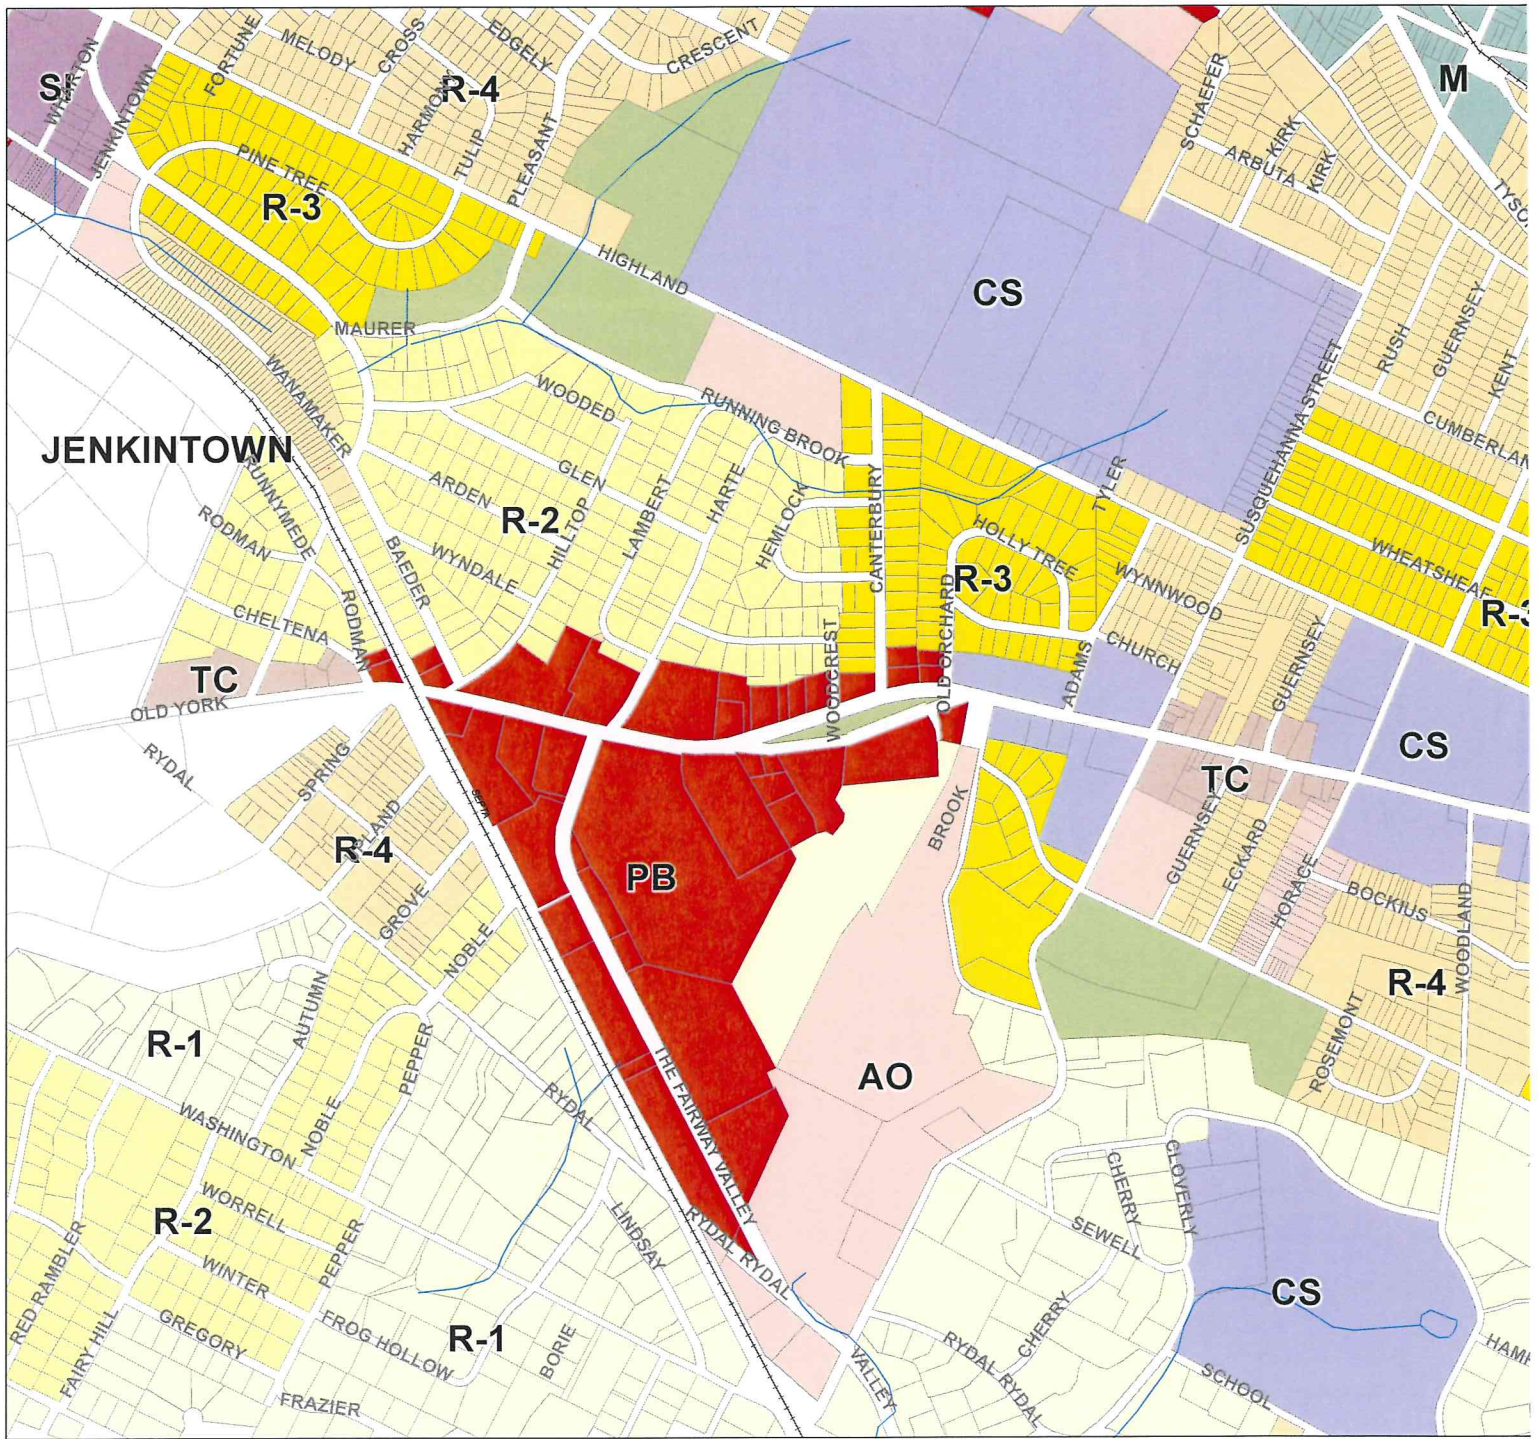 FORTUNE
MELODY
CROSS
EDGELY
CRESCENT
WHARTON
JENKINTOWN
R-4
HARMONY
TULIP
PLEASANT
SCHAEFER
M
KIRK
ARBUTA
KIRK
PINE TREE
R-3
HIGHLAND
CS
MAURER
RUSH
GUERNSEY
KENT
WANAMAKER
WOODED
RUNNING BROOK
SUSQUEHANNA STREET
CUMBERLAN
JENKINTOWN
RUNNYMEDE
RODMAN
ARDEN
GLEN
R-2
HILLTOP
LAMBERT
HARTE
HEMLOCK
CANTERBURY
TYLER
HOLLY TREE
R-3
WYNNWOOD
WHEATSHEAF
BAEDER
WYNDALE
OLD ORCHARD
CHELTENA
RODMAN
WOODCREST
ADAMS
CHURCH
GUERNSEY
TC
OLD YORK
RYDAL
SPRING
SEPTA
BROOK
TC
CS
R-4
GROVE
NOBLE
PB
GUERNSEY
ECKARD
HORACE
BOCKIUS
WOODLAND
R-4
AUTUMN
R-1
PEPPER
WASHINGTON
NOBLE
RYDAL
THE FAIRWAY VALLEY
AO
ROSEMONT
R-2
WORRELL
PEPPER
WINTER
RED RAMBLER
LINDSAY
RYDAL RYDAL
CHERRY
CLOVERLY
SEWELL
CS
FAIRY HILL
GREGORY
FROG HOLLOW
R-1
BORIE
FRAZIER
VALLEY
CHERRY
RYDAL RYDAL
SCHOOL